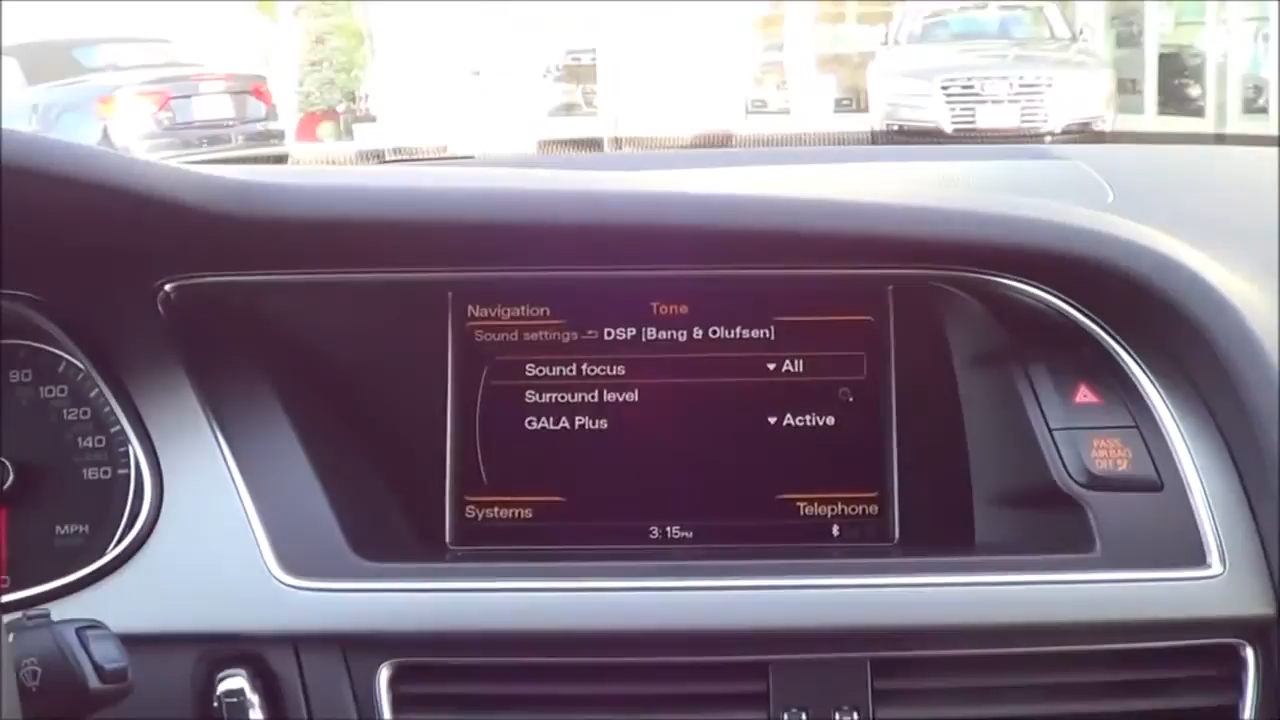 Navigation
Tone
Sound settings DSP [Bang & Olufsen]
Sound focus All
Surround level
GALA Plus Active
Systems
Telephone
3:15PM
90
100
120
140
160
MPH
PASS
AIR BAG
OFF